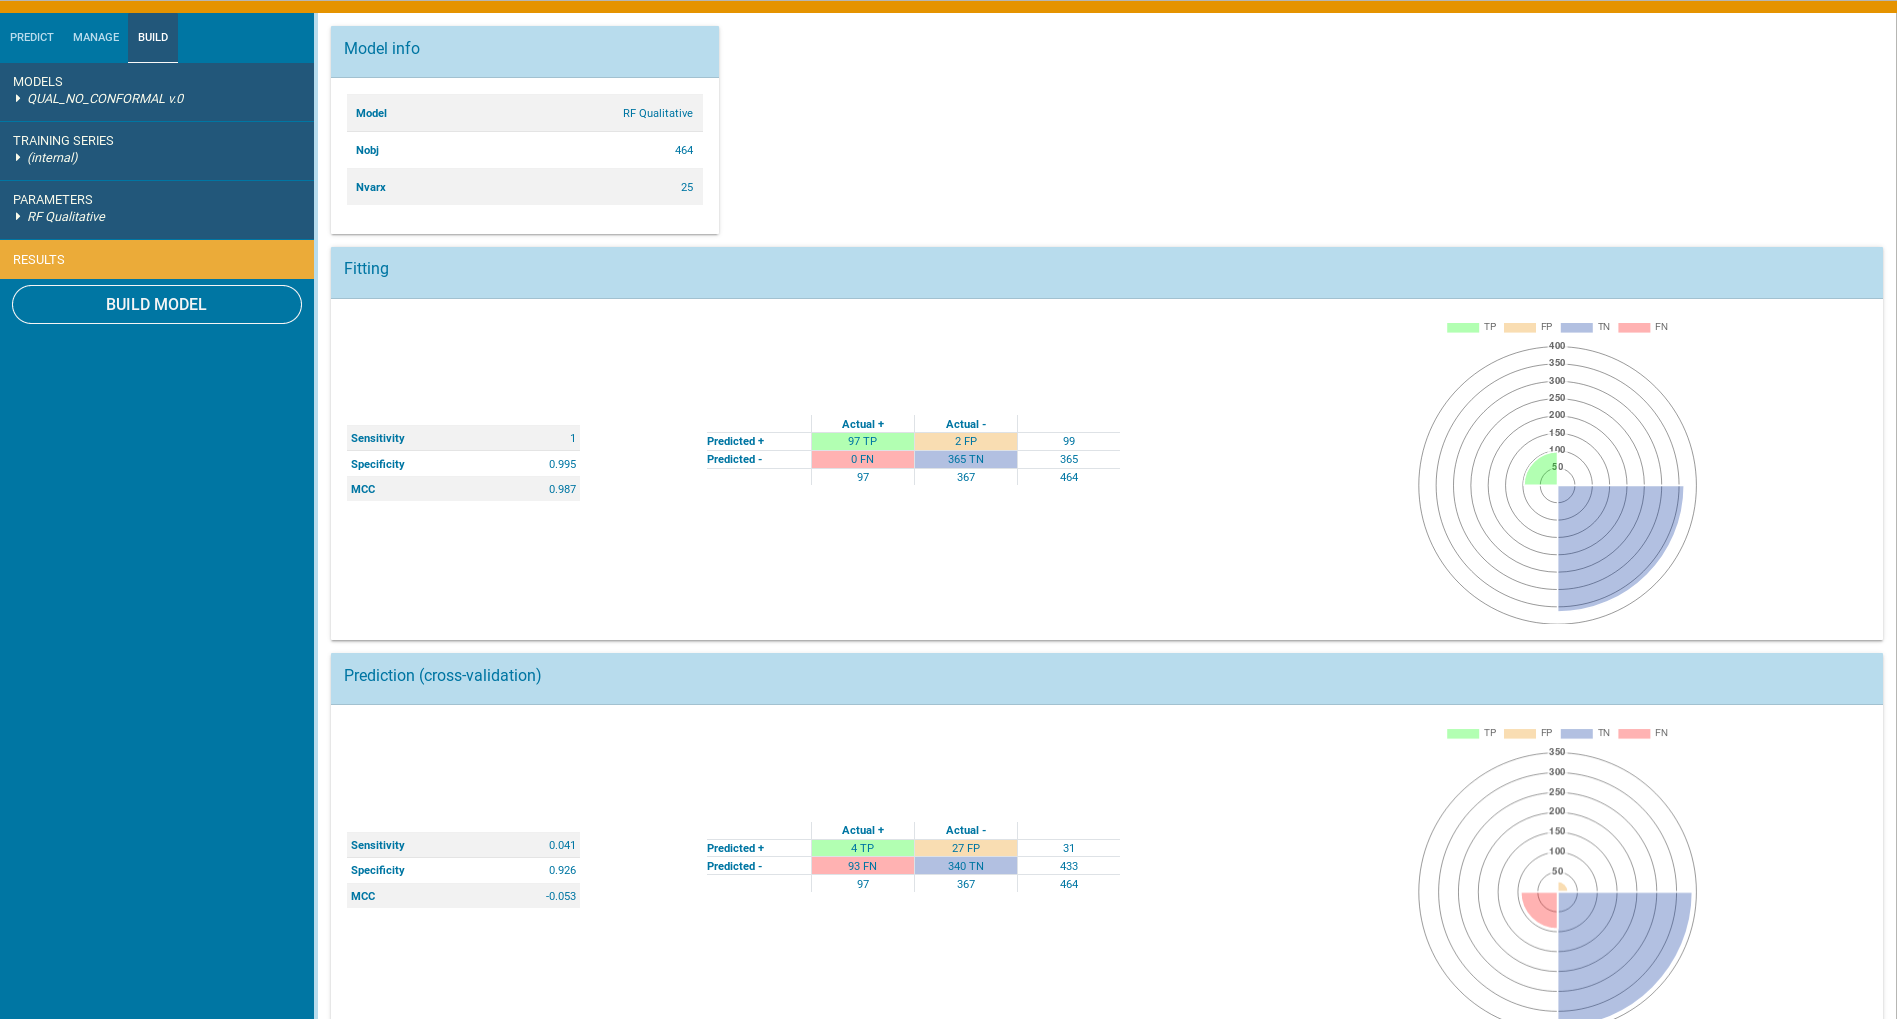 PREDICT MANAGE BUILD
MODELS
QUAL_NO_CONFORMAL v.0
TRAINING SERIES
(internal)
PARAMETERS
RF Qualitative
RESULTS
BUILD MODEL
Model info
Model RF Qualitative
Nobj 464
Nvarx 25
Fitting
Sensitivity 1
Specificity 0.995
MCC 0.987
Actual + Actual -
Predicted + 97 TP 2 FP 99
Predicted - 0 FN 365 TN 365
97 367 464
TP FP TN FN
400
350
300
250
200
150
100
50
Prediction (cross-validation)
Sensitivity 0.041
Specificity 0.926
MCC -0.053
Actual + Actual -
Predicted + 4 TP 27 FP 31
Predicted - 93 FN 340 TN 433
97 367 464
TP FP TN FN
350
300
250
200
150
100
50